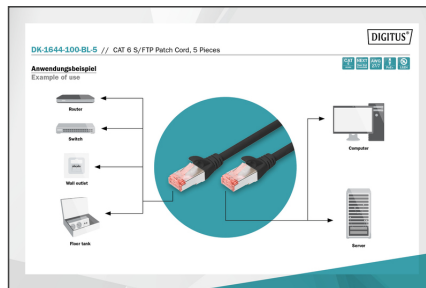 DIGITUS®
DK-1644-100-BL-5 // CAT 6 S/FTP Patch Cord, 5 Pieces
Anwendungsbeispiel
Example of use
Router
Switch
Wall outlet
Floor tank
Computer
Server